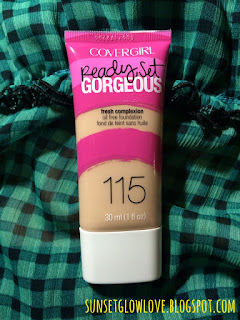 COVERGIRL
Ready, Set
GORGEOUS
fresh complexion
oil free foundation
fond de teint sans huile
115
30 ml (1 fl oz)
SUNSETGLOWLOVE.BLOGSPOT.COM